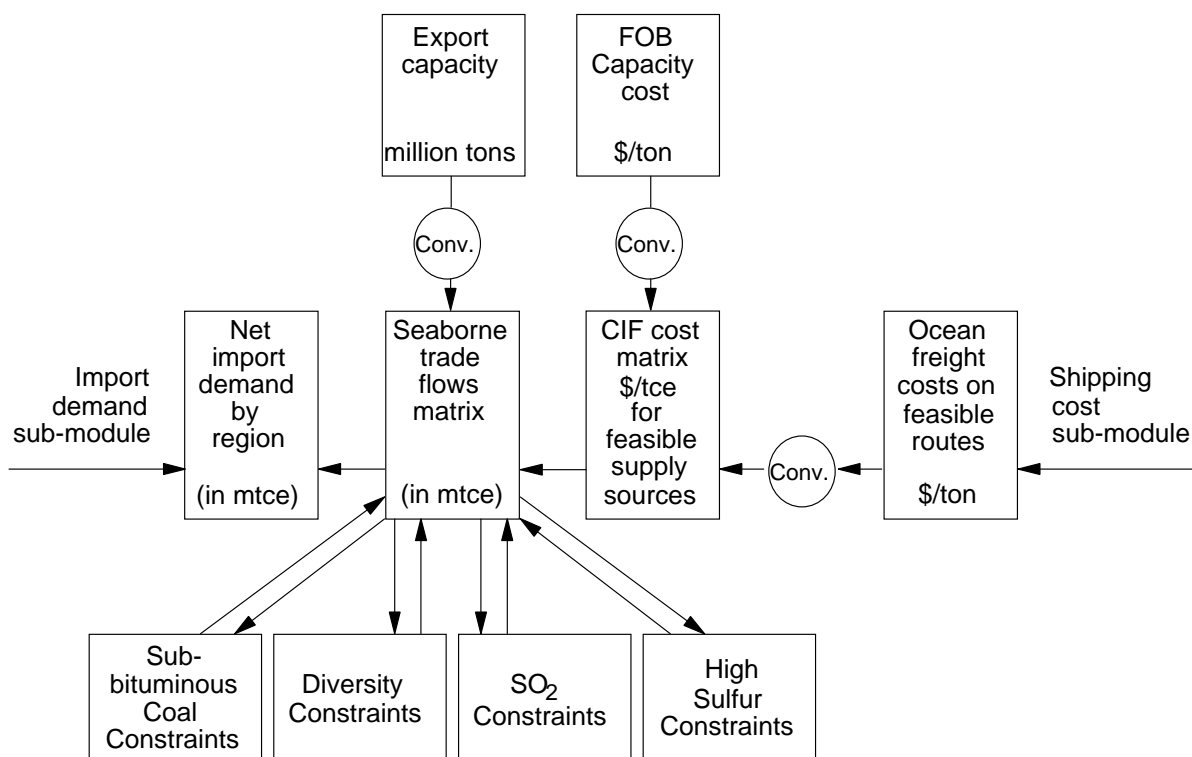 Export
capacity
million tons
FOB
Capacity
cost
$/ton
Conv.
Conv.
Import
demand
sub-module
Net
import
demand
by
region
(in mtce)
Seaborne
trade
flows
matrix
(in mtce)
CIF cost
matrix
$/tce
for
feasible
supply
sources
Conv.
Ocean
freight
costs on
feasible
routes
$/ton
Shipping
cost
sub-module
Sub-
bituminous
Coal
Constraints
Diversity
Constraints
SO2
Constraints
High
Sulfur
Constraints